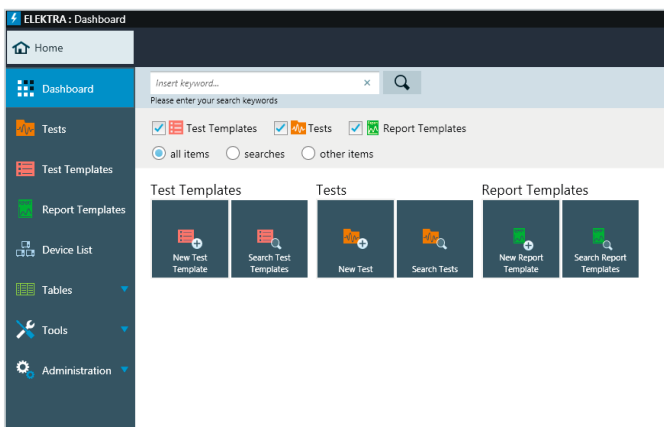 ELEKTRA : Dashboard
Home
Dashboard
Tests
Test Templates
Report Templates
Device List
Tables
Tools
Administration
Insert keyword...
Please enter your search keywords
Test Templates Tests Report Templates
all items searches other items
Test Templates Tests Report Templates
New Test
Template
Search Test
Templates
New Test
Search Tests
New Report
Template
Search Report
Templates